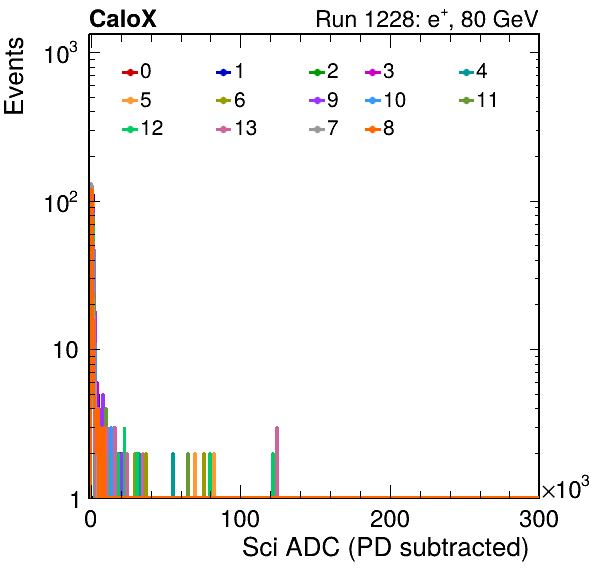 CaloX Run 1228: e⁺, 80 GeV
Events
10³
10²
10
1
0 1 2 3 4
5 6 9 10 11
12 13 7 8
0 100 200 300
×10³
Sci ADC (PD subtracted)